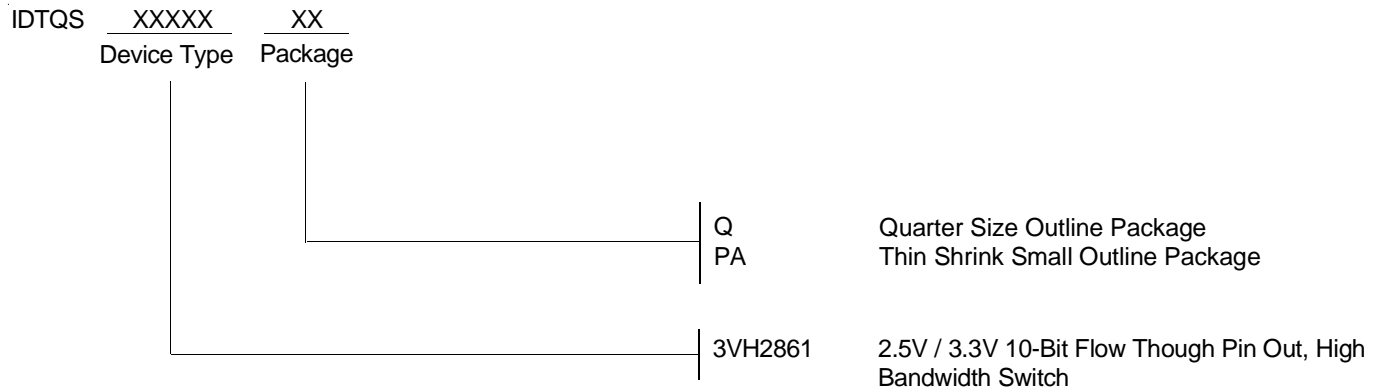 IDTQS XXXXX XX
Device Type Package
Q Quarter Size Outline Package
PA Thin Shrink Small Outline Package
3VH2861 2.5V / 3.3V 10-Bit Flow Though Pin Out, High
Bandwidth Switch